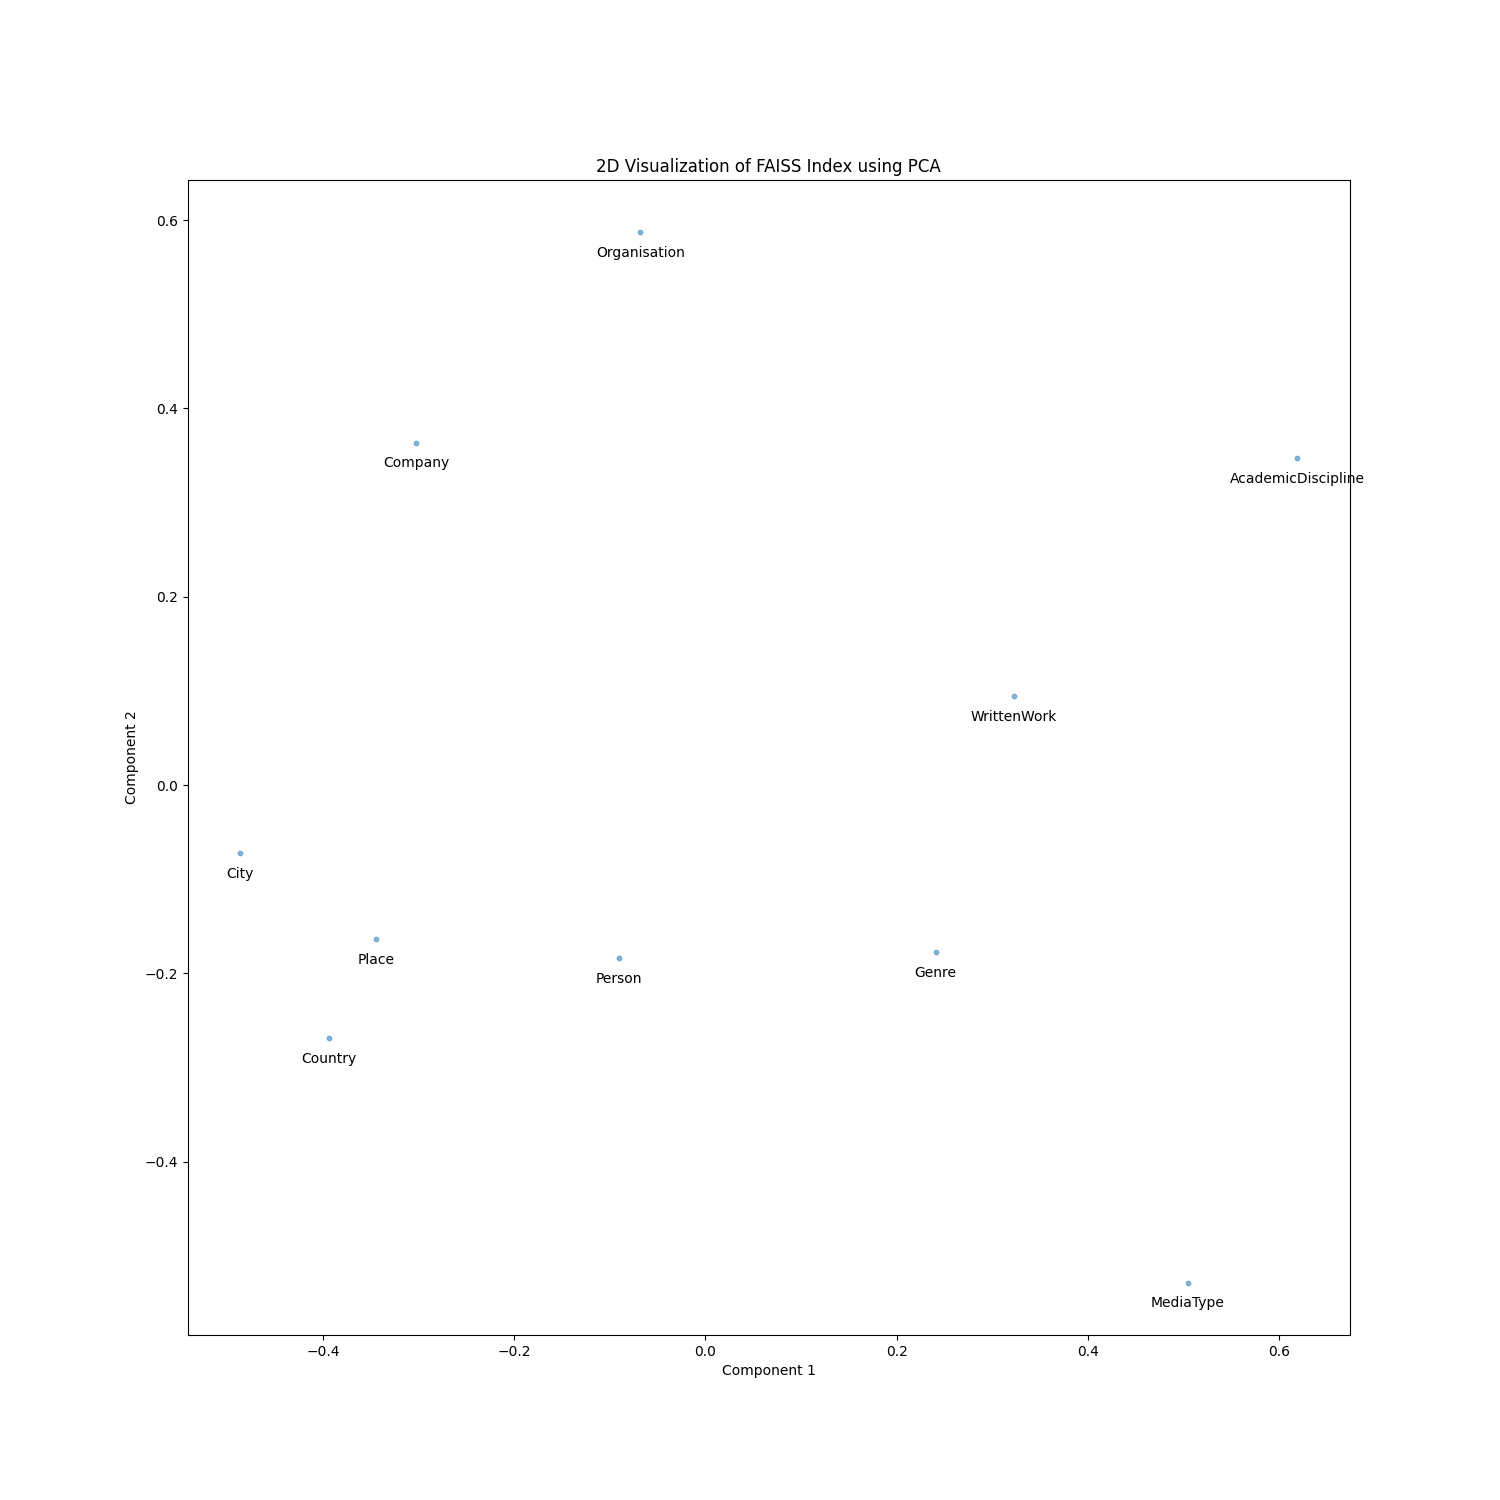 2D Visualization of FAISS Index using PCA
0.6
Organisation
0.4
Company
AcademicDiscipline
0.2
WrittenWork
Component 2
0.0
City
Place
−0.2
Person
Genre
Country
−0.4
MediaType
−0.4
−0.2
0.0
0.2
0.4
0.6
Component 1